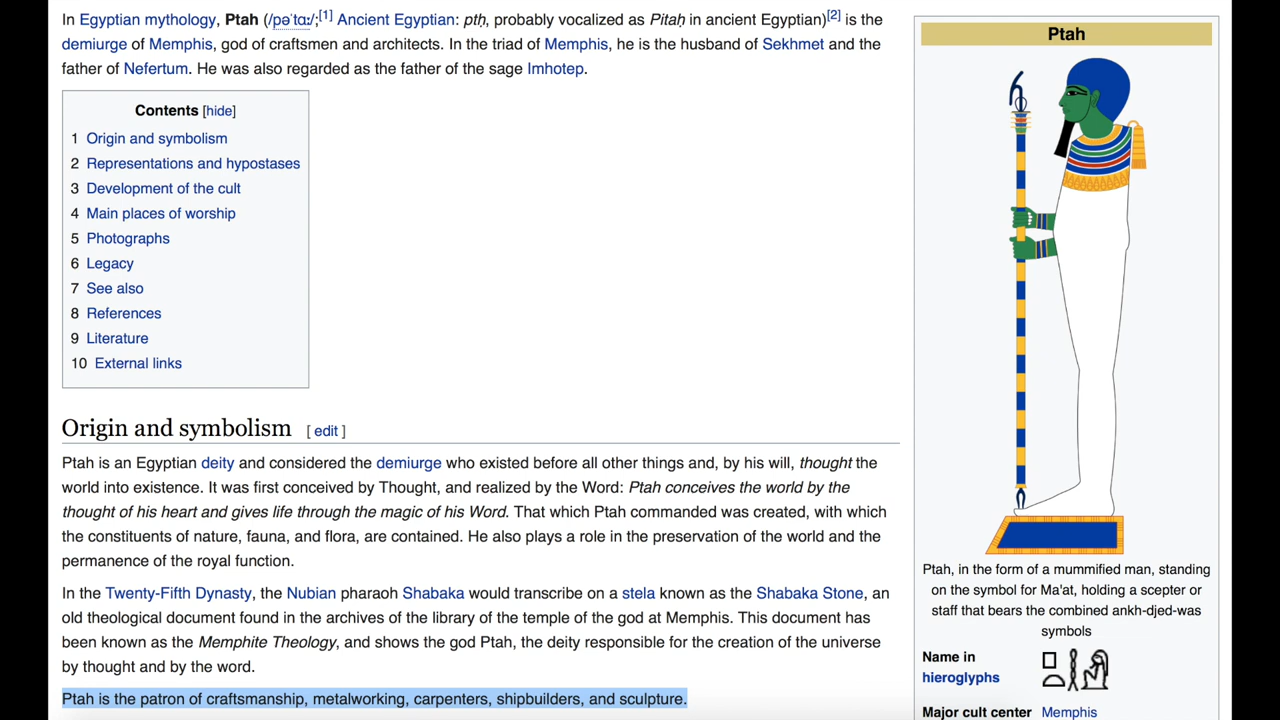 In Egyptian mythology, Ptah (/pəˈtɑː/;[1] Ancient Egyptian: ptḥ, probably vocalized as Pitaḥ in ancient Egyptian)[2] is the
demiurge of Memphis, god of craftsmen and architects. In the triad of Memphis, he is the husband of Sekhmet and the
father of Nefertum. He was also regarded as the father of the sage Imhotep.
Contents [hide]
1 Origin and symbolism
2 Representations and hypostases
3 Development of the cult
4 Main places of worship
5 Photographs
6 Legacy
7 See also
8 References
9 Literature
10 External links
Origin and symbolism [ edit ]
Ptah is an Egyptian deity and considered the demiurge who existed before all other things and, by his will, thought the
world into existence. It was first conceived by Thought, and realized by the Word: Ptah conceives the world by the
thought of his heart and gives life through the magic of his Word. That which Ptah commanded was created, with which
the constituents of nature, fauna, and flora, are contained. He also plays a role in the preservation of the world and the
permanence of the royal function.
In the Twenty-Fifth Dynasty, the Nubian pharaoh Shabaka would transcribe on a stela known as the Shabaka Stone, an
old theological document found in the archives of the library of the temple of the god at Memphis. This document has
been known as the Memphite Theology, and shows the god Ptah, the deity responsible for the creation of the universe
by thought and by the word.
Ptah is the patron of craftsmanship, metalworking, carpenters, shipbuilders, and sculpture.
Ptah
Ptah, in the form of a mummified man, standing
on the symbol for Ma'at, holding a scepter or
staff that bears the combined ankh-djed-was
symbols
Name in
hieroglyphs
Major cult center Memphis